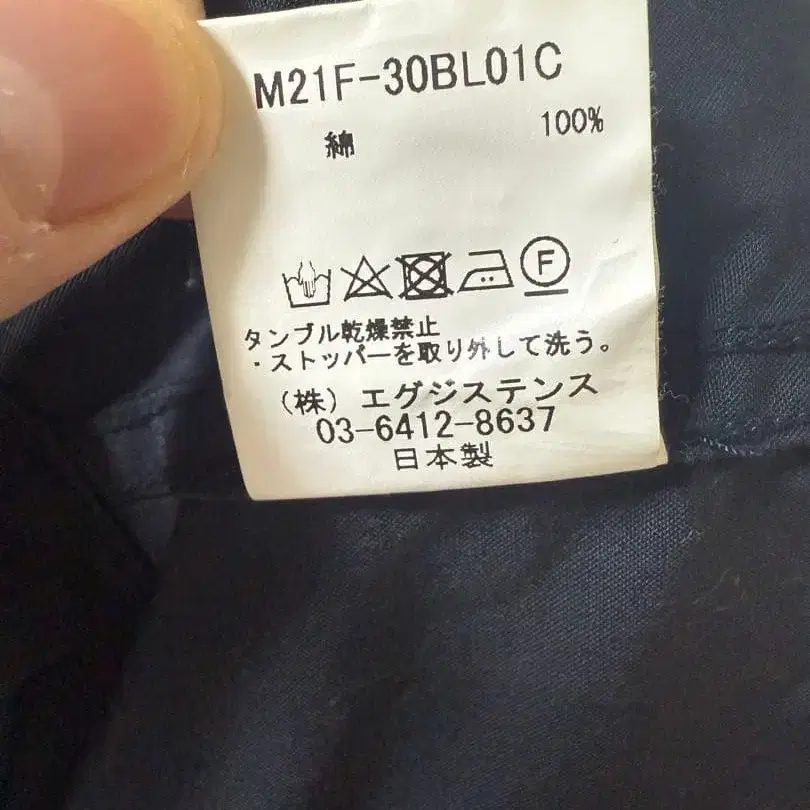 M21F-30BL01C
綿 100%
F
タンブル乾燥禁止
・ストッパーを取り外して洗う。
(株) エグジステンス
03-6412-8637
日本製